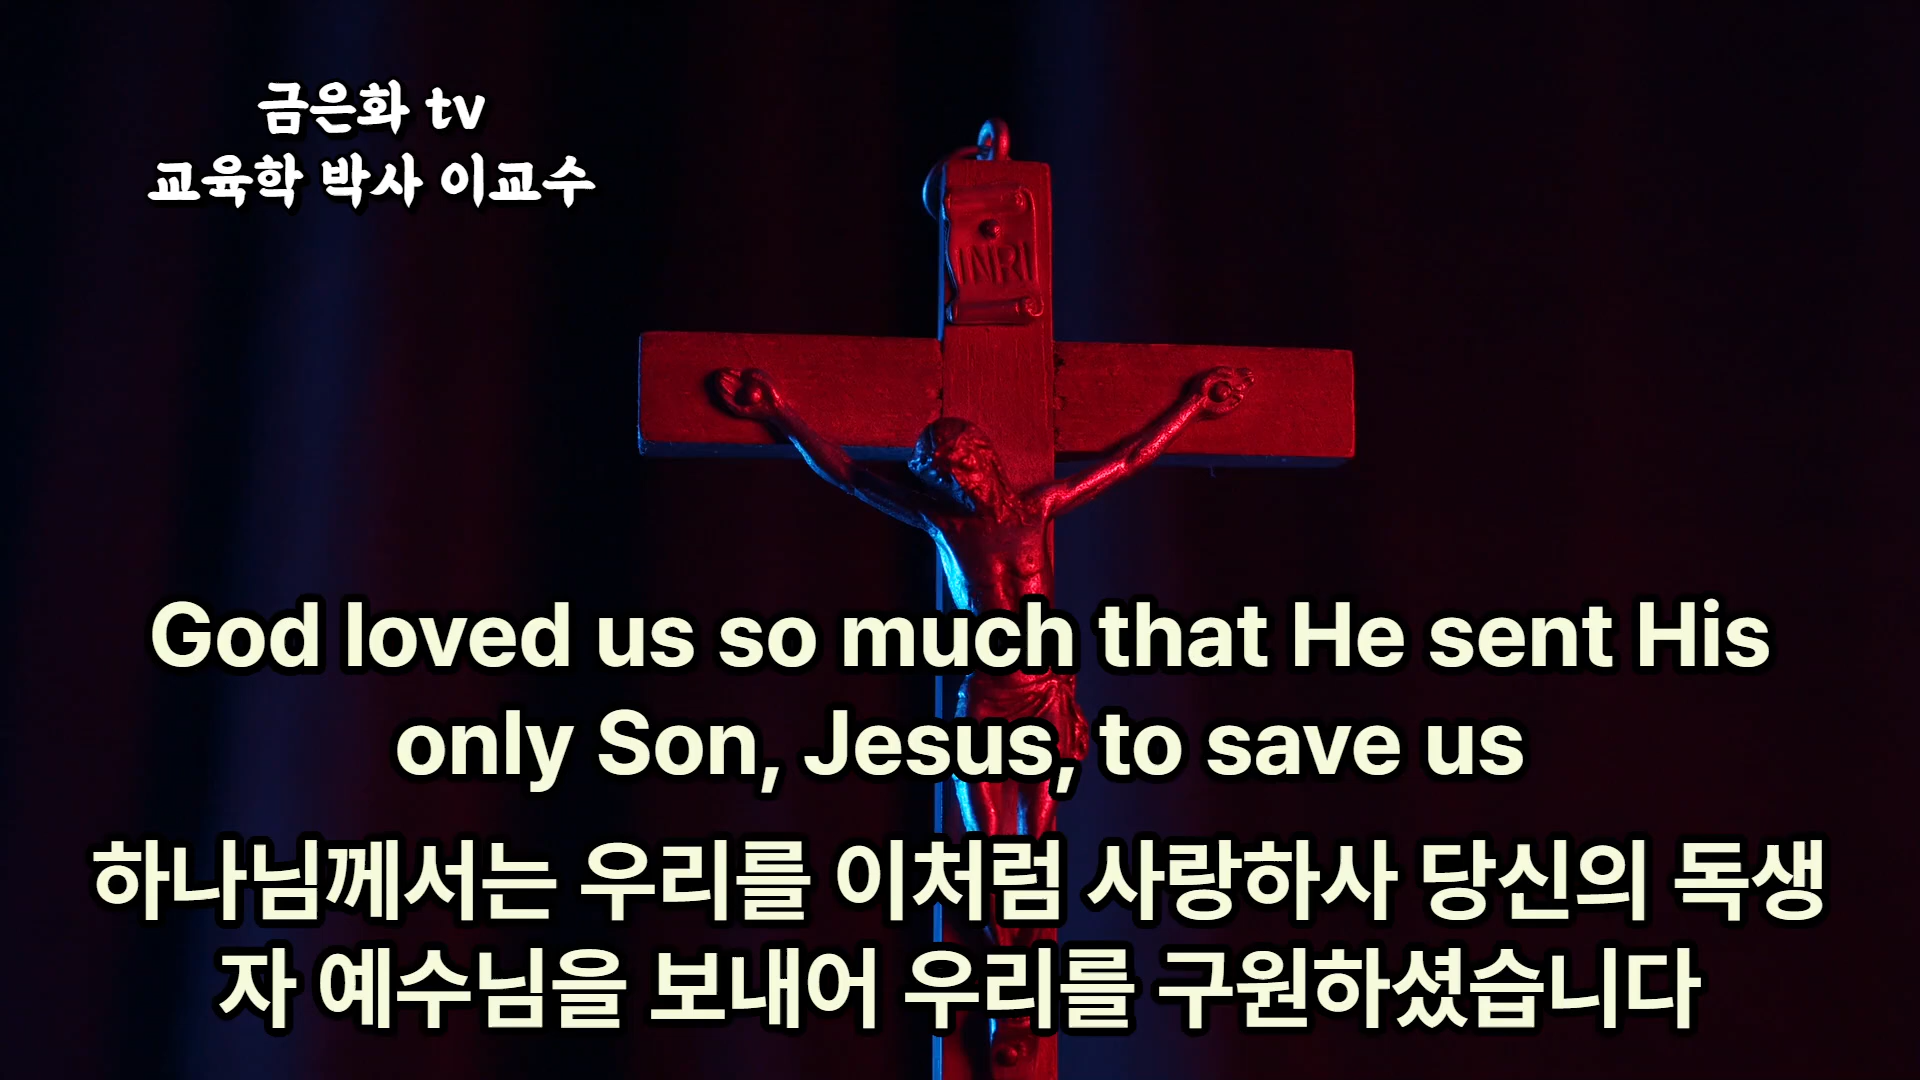 금은화 tv
교육학 박사 이교수
INRI
God loved us so much that He sent His
only Son, Jesus, to save us
하나님께서는 우리를 이처럼 사랑하사 당신의 독생
자 예수님을 보내어 우리를 구원하셨습니다